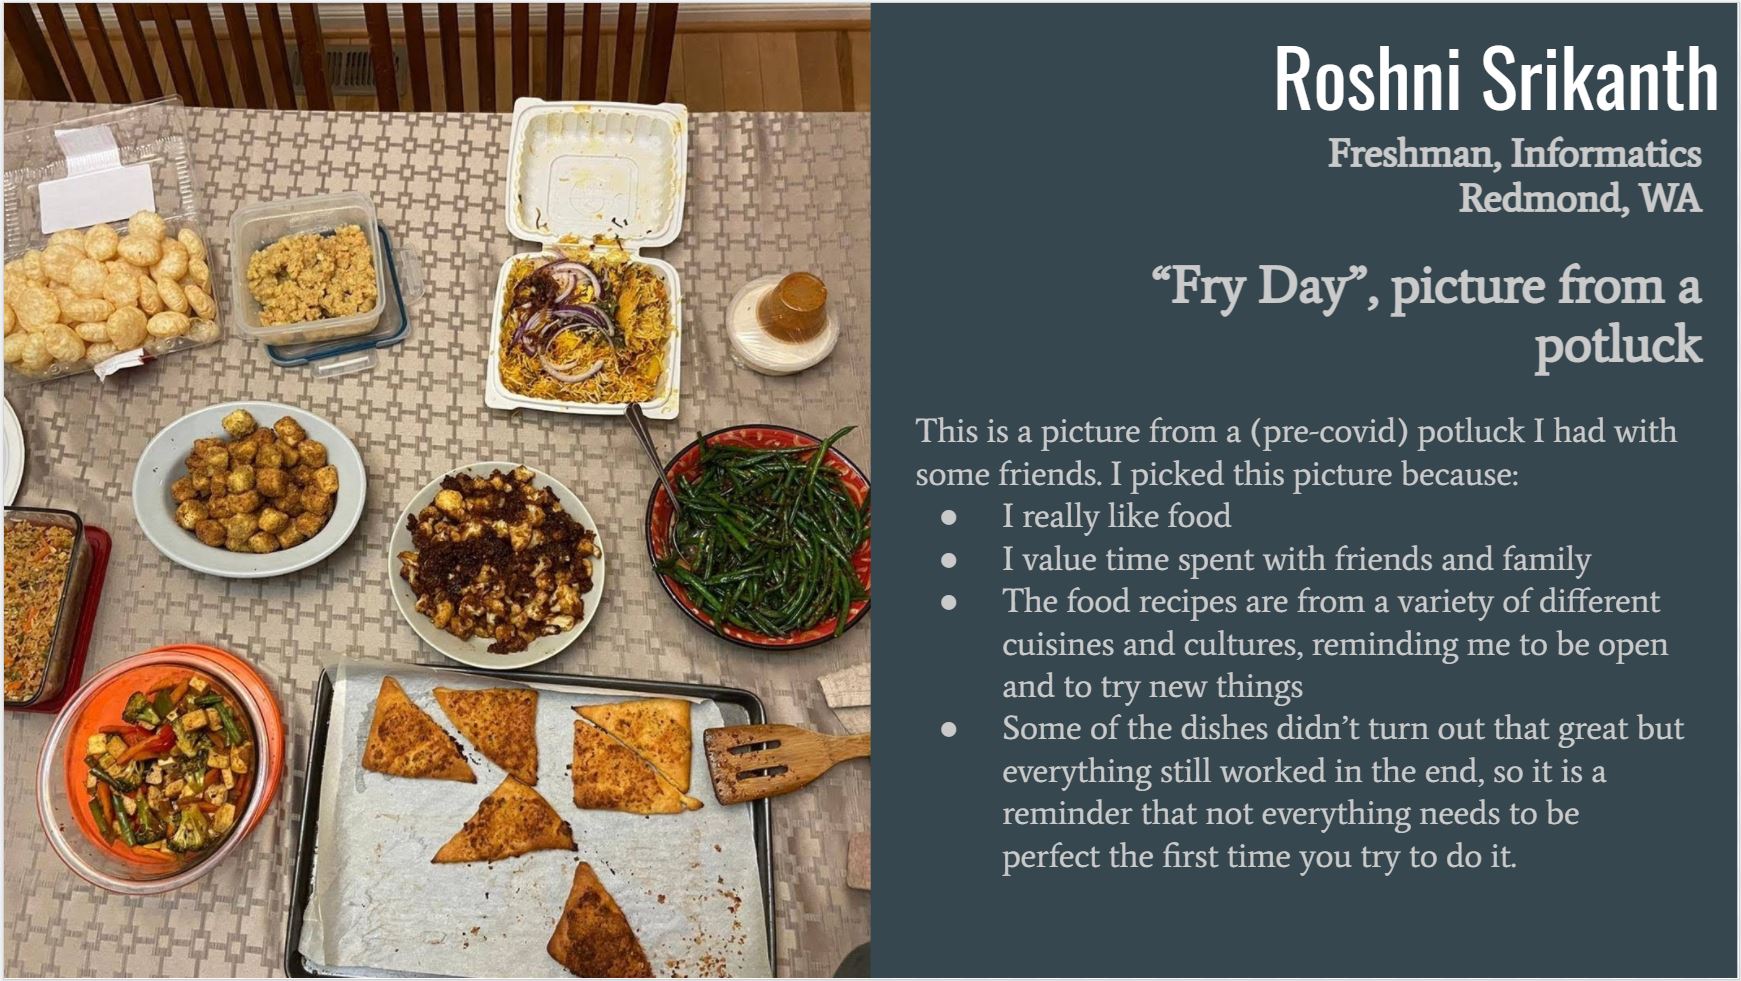 Roshni Srikanth
Freshman, Informatics
Redmond, WA
“Fry Day”, picture from a
potluck
This is a picture from a (pre-covid) potluck I had with
some friends. I picked this picture because:
● I really like food
● I value time spent with friends and family
● The food recipes are from a variety of different
cuisines and cultures, reminding me to be open
and to try new things
● Some of the dishes didn’t turn out that great but
everything still worked in the end, so it is a
reminder that not everything needs to be
perfect the first time you try to do it.